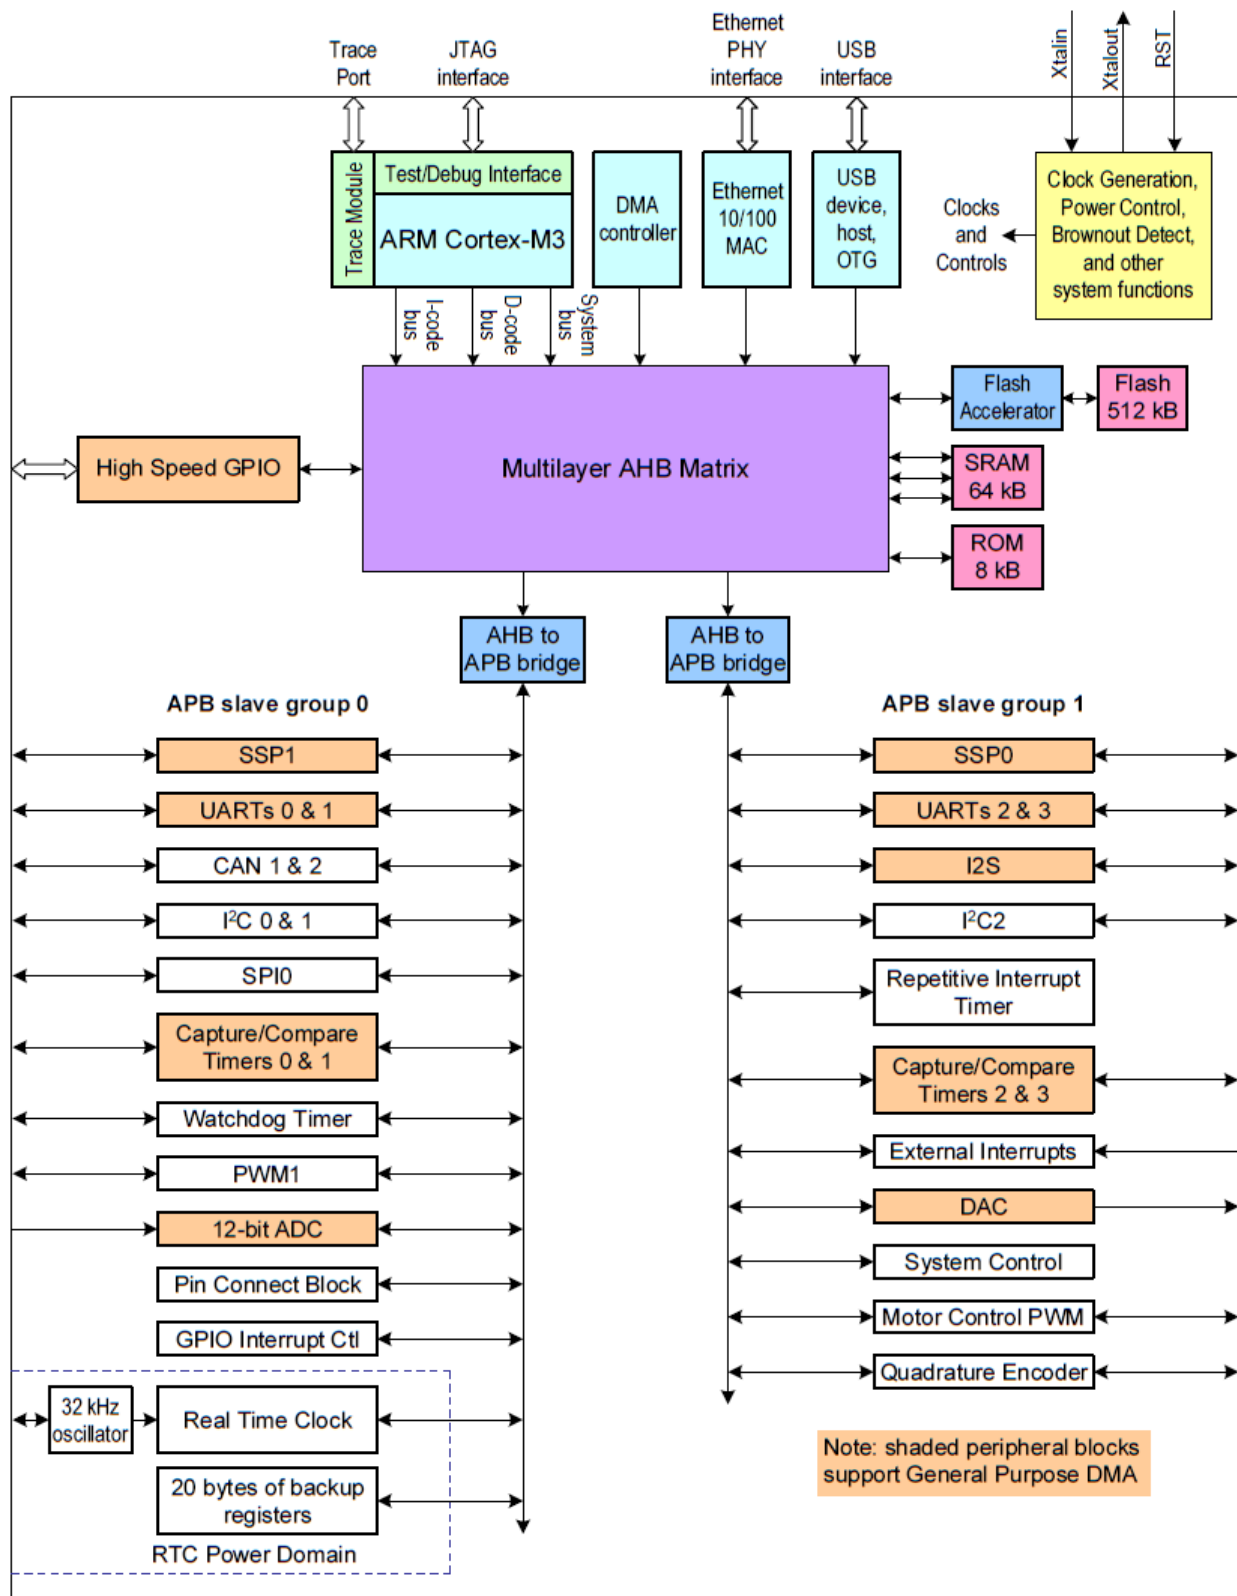 Trace
Port
JTAG
interface
Ethernet
PHY
interface
USB
interface
Xtalin
Xtalout
RST
Trace Module
Test/Debug Interface
ARM Cortex-M3
DMA
controller
Ethernet
10/100
MAC
USB
device,
host,
OTG
Clocks
and
Controls
Clock Generation,
Power Control,
Brownout Detect,
and other
system functions
I-code
bus
D-code
bus
System
bus
Flash
Accelerator
Flash
512 kB
High Speed GPIO
Multilayer AHB Matrix
SRAM
64 kB
ROM
8 kB
AHB to
APB bridge
AHB to
APB bridge
APB slave group 0
SSP1
UARTs 0 & 1
CAN 1 & 2
I²C 0 & 1
SPI0
Capture/Compare
Timers 0 & 1
Watchdog Timer
PWM1
12-bit ADC
Pin Connect Block
GPIO Interrupt Ctl
32 kHz
oscillator
Real Time Clock
20 bytes of backup
registers
RTC Power Domain
APB slave group 1
SSP0
UARTs 2 & 3
I2S
I²C2
Repetitive Interrupt
Timer
Capture/Compare
Timers 2 & 3
External Interrupts
DAC
System Control
Motor Control PWM
Quadrature Encoder
Note: shaded peripheral blocks
support General Purpose DMA